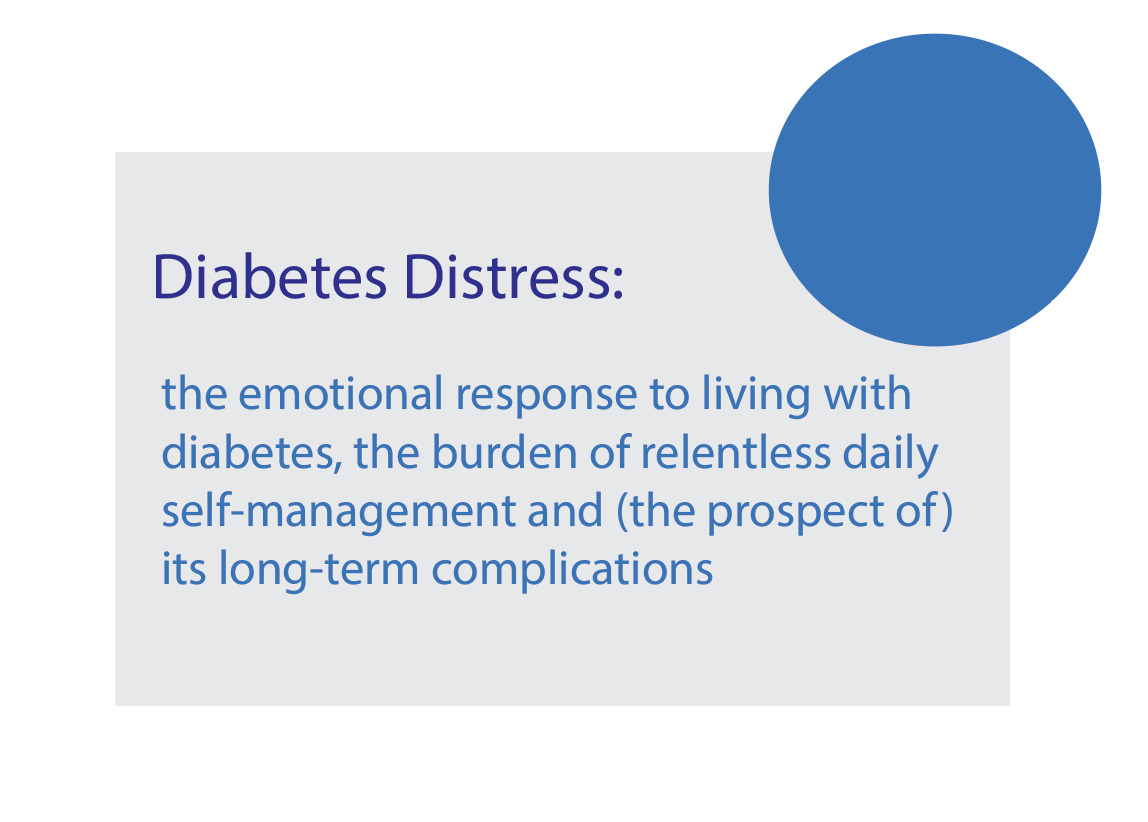 Diabetes Distress:
the emotional response to living with
diabetes, the burden of relentless daily
self-management and (the prospect of)
its long-term complications